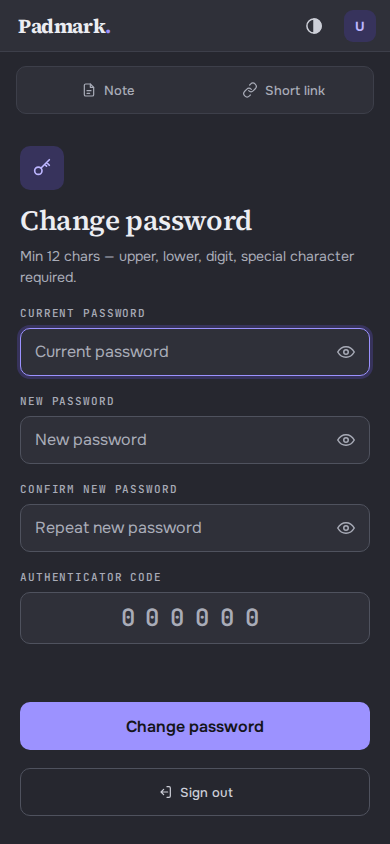 Padmark.
U
Note
Short link
Change password
Min 12 chars — upper, lower, digit, special character
required.
CURRENT PASSWORD
Current password
NEW PASSWORD
New password
CONFIRM NEW PASSWORD
Repeat new password
AUTHENTICATOR CODE
000000
Change password
Sign out